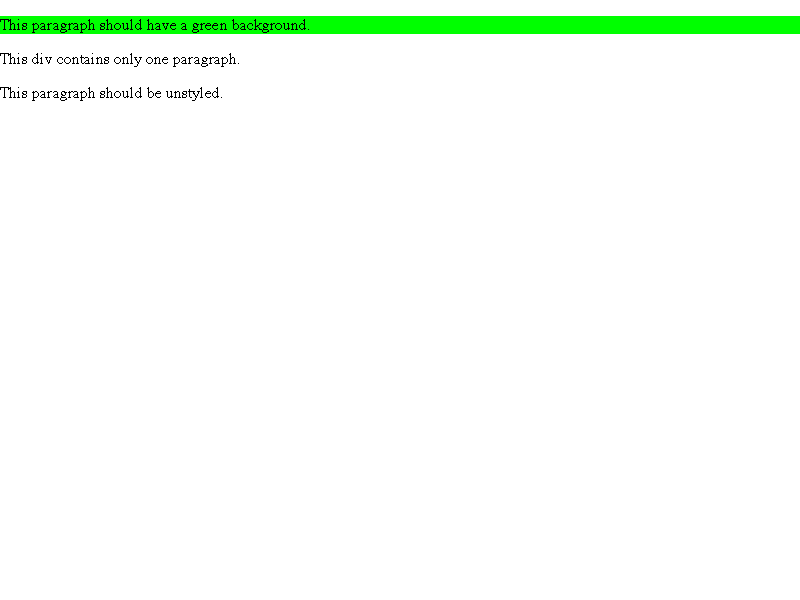 This paragraph should have a green background.
This div contains only one paragraph.
This paragraph should be unstyled.